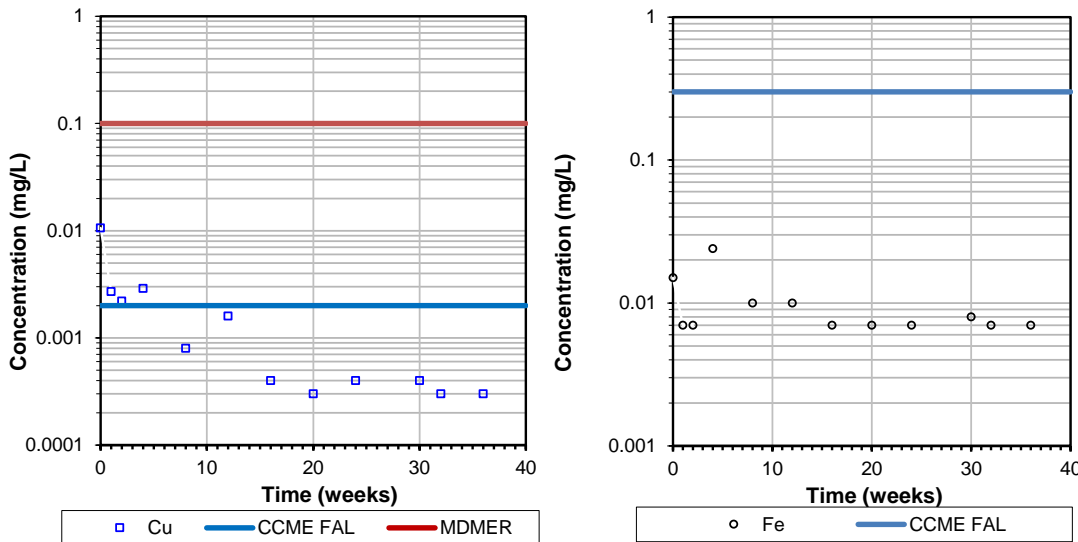 1
0.1
0.01
0.001
0.0001
0 10 20 30 40
Concentration (mg/L)
Time (weeks)
Cu CCME FAL MDMER
1
0.1
0.01
0.001
0 10 20 30 40
Concentration (mg/L)
Time (weeks)
Fe CCME FAL